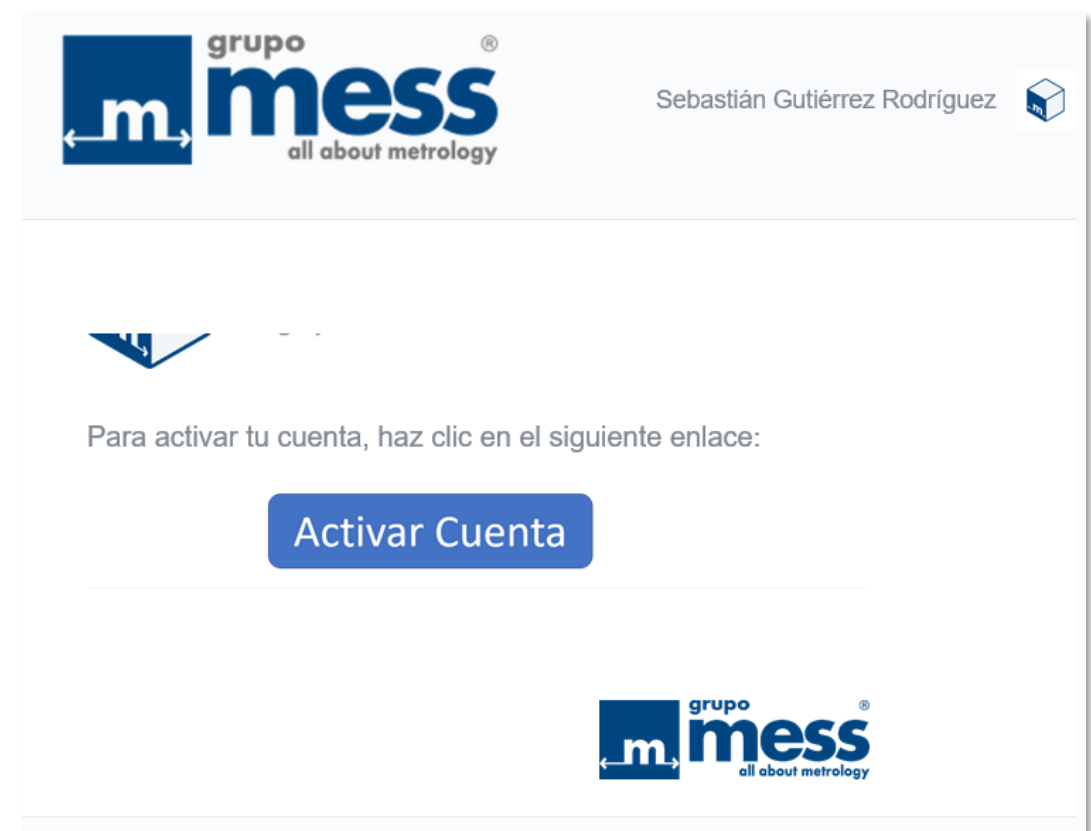 grupo ®
mess
m
all about metrology
Sebastián Gutiérrez Rodríguez
m
Para activar tu cuenta, haz clic en el siguiente enlace:
Activar Cuenta
grupo ®
mess
m
all about metrology